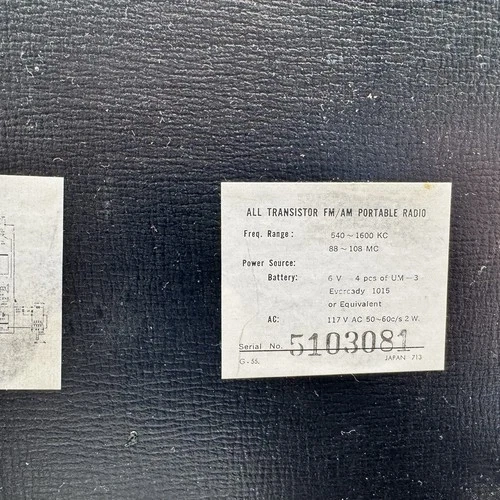 ALL TRANSISTOR FM/AM PORTABLE RADIO
Freq. Range: 540~1600 KC
88~108 MC
Power Source:
Battery: 6 V 4 pcs of UM-3
Eveready 1015
or Equivalent
AC: 117 V AC 50~60c/s 2 W.
Serial No. 5103081
G-55. JAPAN 713